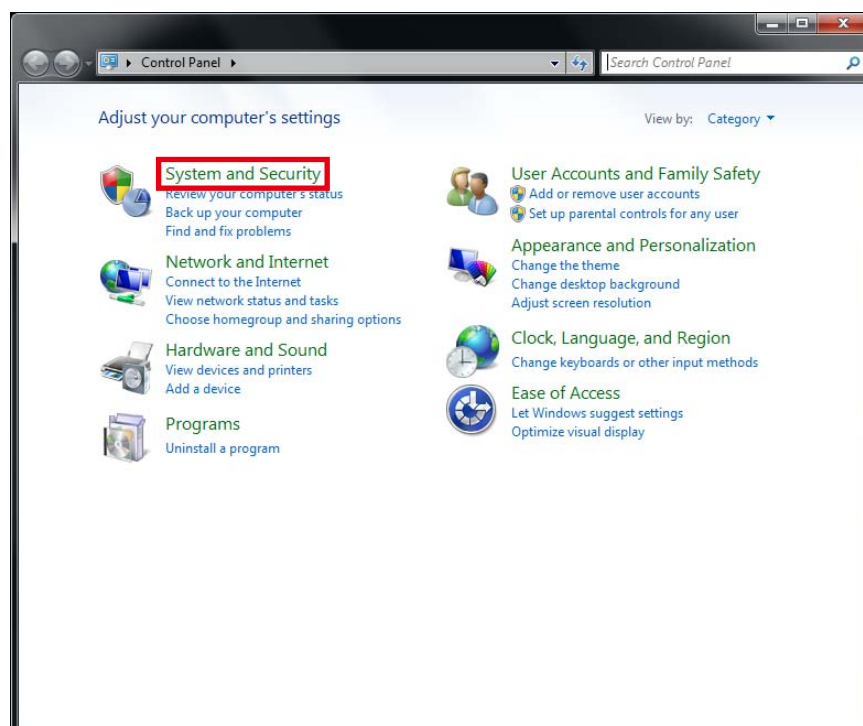 Control Panel
Search Control Panel
Adjust your computer's settings
View by: Category
System and Security
Review your computer's status
Back up your computer
Find and fix problems
Network and Internet
Connect to the Internet
View network status and tasks
Choose homegroup and sharing options
Hardware and Sound
View devices and printers
Add a device
Programs
Uninstall a program
User Accounts and Family Safety
Add or remove user accounts
Set up parental controls for any user
Appearance and Personalization
Change the theme
Change desktop background
Adjust screen resolution
Clock, Language, and Region
Change keyboards or other input methods
Ease of Access
Let Windows suggest settings
Optimize visual display